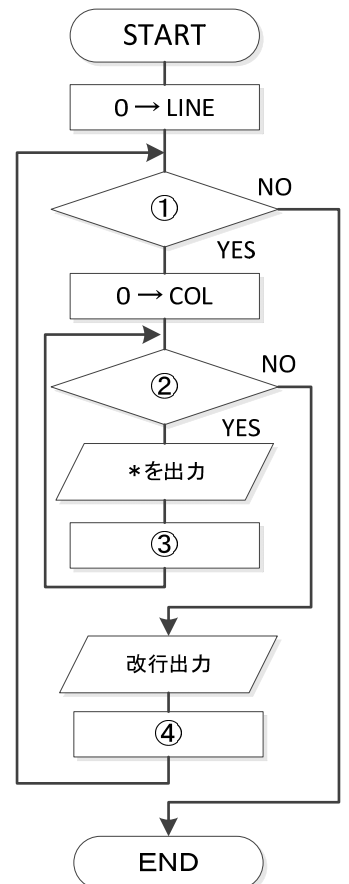 START
0 → LINE
①
NO
YES
0 → COL
②
NO
YES
*を出力
③
改行出力
④
END